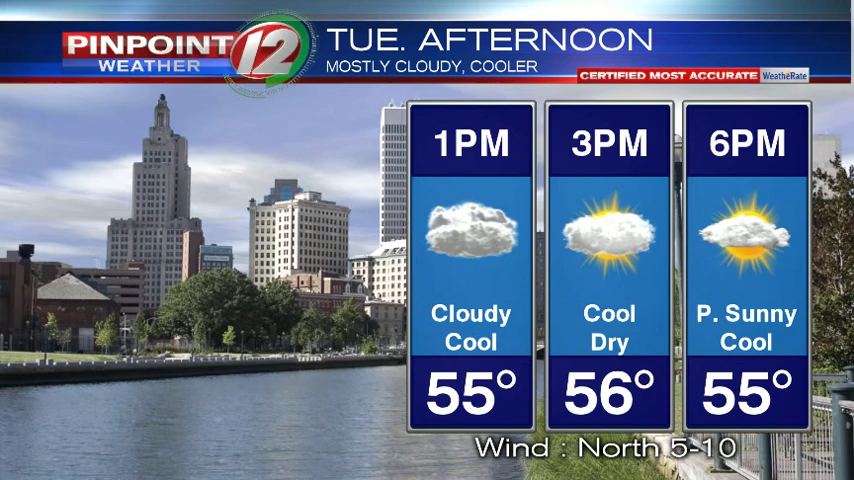 PINPOINT
WEATHER
12
TUE. AFTERNOON
MOSTLY CLOUDY, COOLER
CERTIFIED MOST ACCURATE WeatheRate
1PM
Cloudy
Cool
55°
3PM
Cool
Dry
56°
6PM
P. Sunny
Cool
55°
Wind : North 5-10